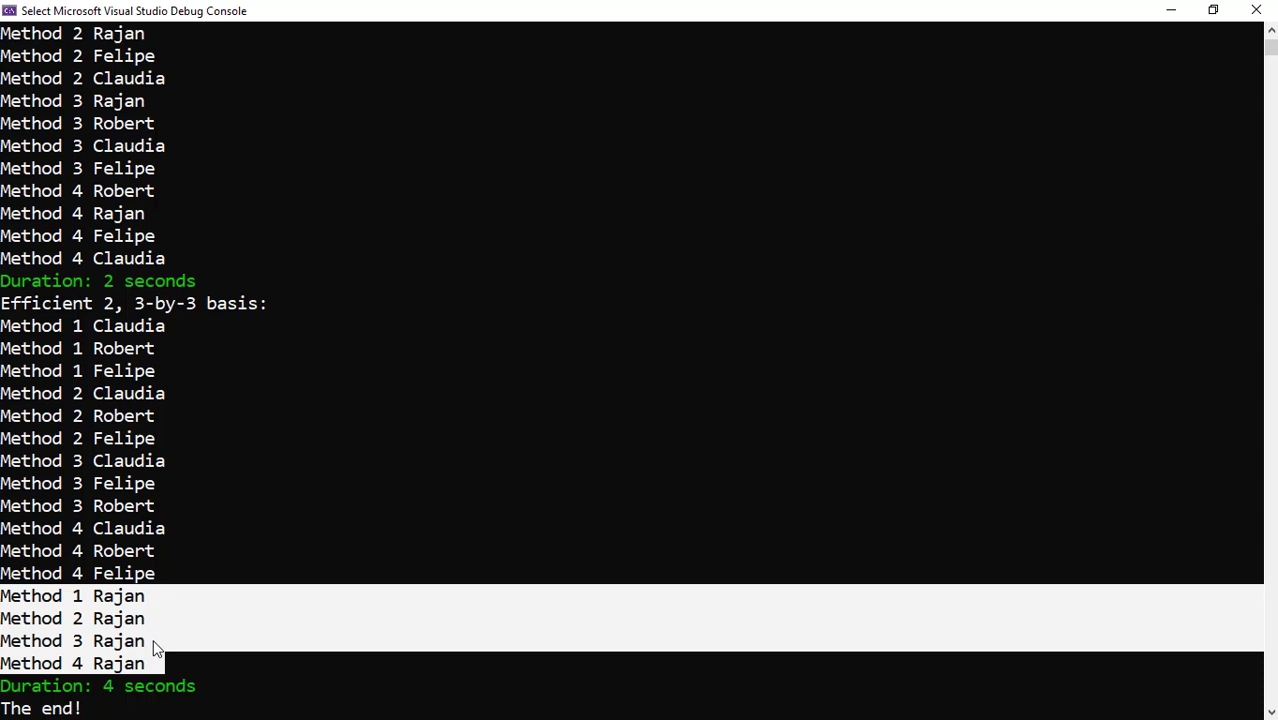 Select Microsoft Visual Studio Debug Console
Method 2 Rajan
Method 2 Felipe
Method 2 Claudia
Method 3 Rajan
Method 3 Robert
Method 3 Claudia
Method 3 Felipe
Method 4 Robert
Method 4 Rajan
Method 4 Felipe
Method 4 Claudia
Duration: 2 seconds
Efficient 2, 3-by-3 basis:
Method 1 Claudia
Method 1 Robert
Method 1 Felipe
Method 2 Claudia
Method 2 Robert
Method 2 Felipe
Method 3 Claudia
Method 3 Felipe
Method 3 Robert
Method 4 Claudia
Method 4 Robert
Method 4 Felipe
Method 1 Rajan
Method 2 Rajan
Method 3 Rajan
Method 4 Rajan
Duration: 4 seconds
The end!